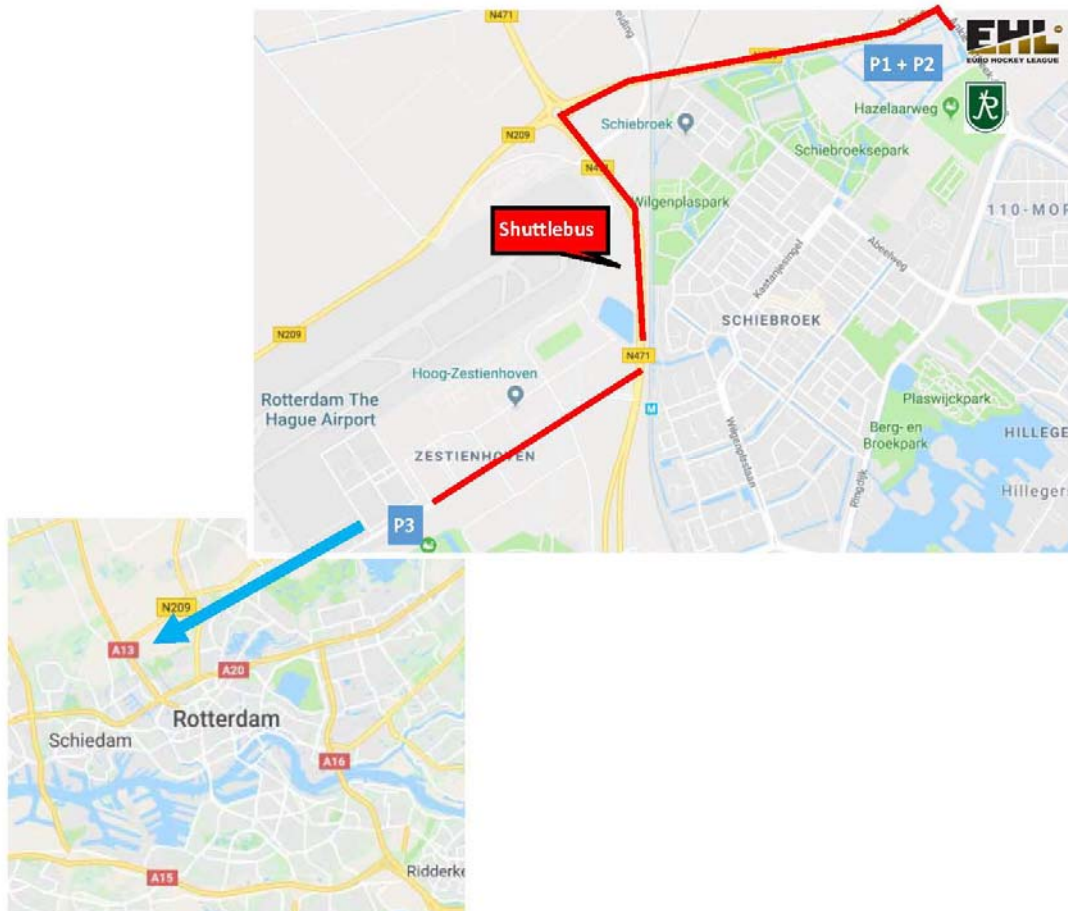 N471
EHL
EURO HOCKEY LEAGUE
P1 + P2
Hazelaarweg
Schiebroek
N209
Schiebroeksepark
Wilgenplaspark
110-MOR
Shuttlebus
Abeelweg
Kastanjesingel
SCHIEBROEK
N209
N471
Hoog-Zestienhoven
Plaswijckpark
Rotterdam The
Hague Airport
M
Berg- en
Broekpark
HILLEGE
ZESTIENHOVEN
Wilgenplaslaan
Ringdijk
Hillegers
P3
N209
A13
A20
Rotterdam
Schiedam
A16
A15
Ridderke